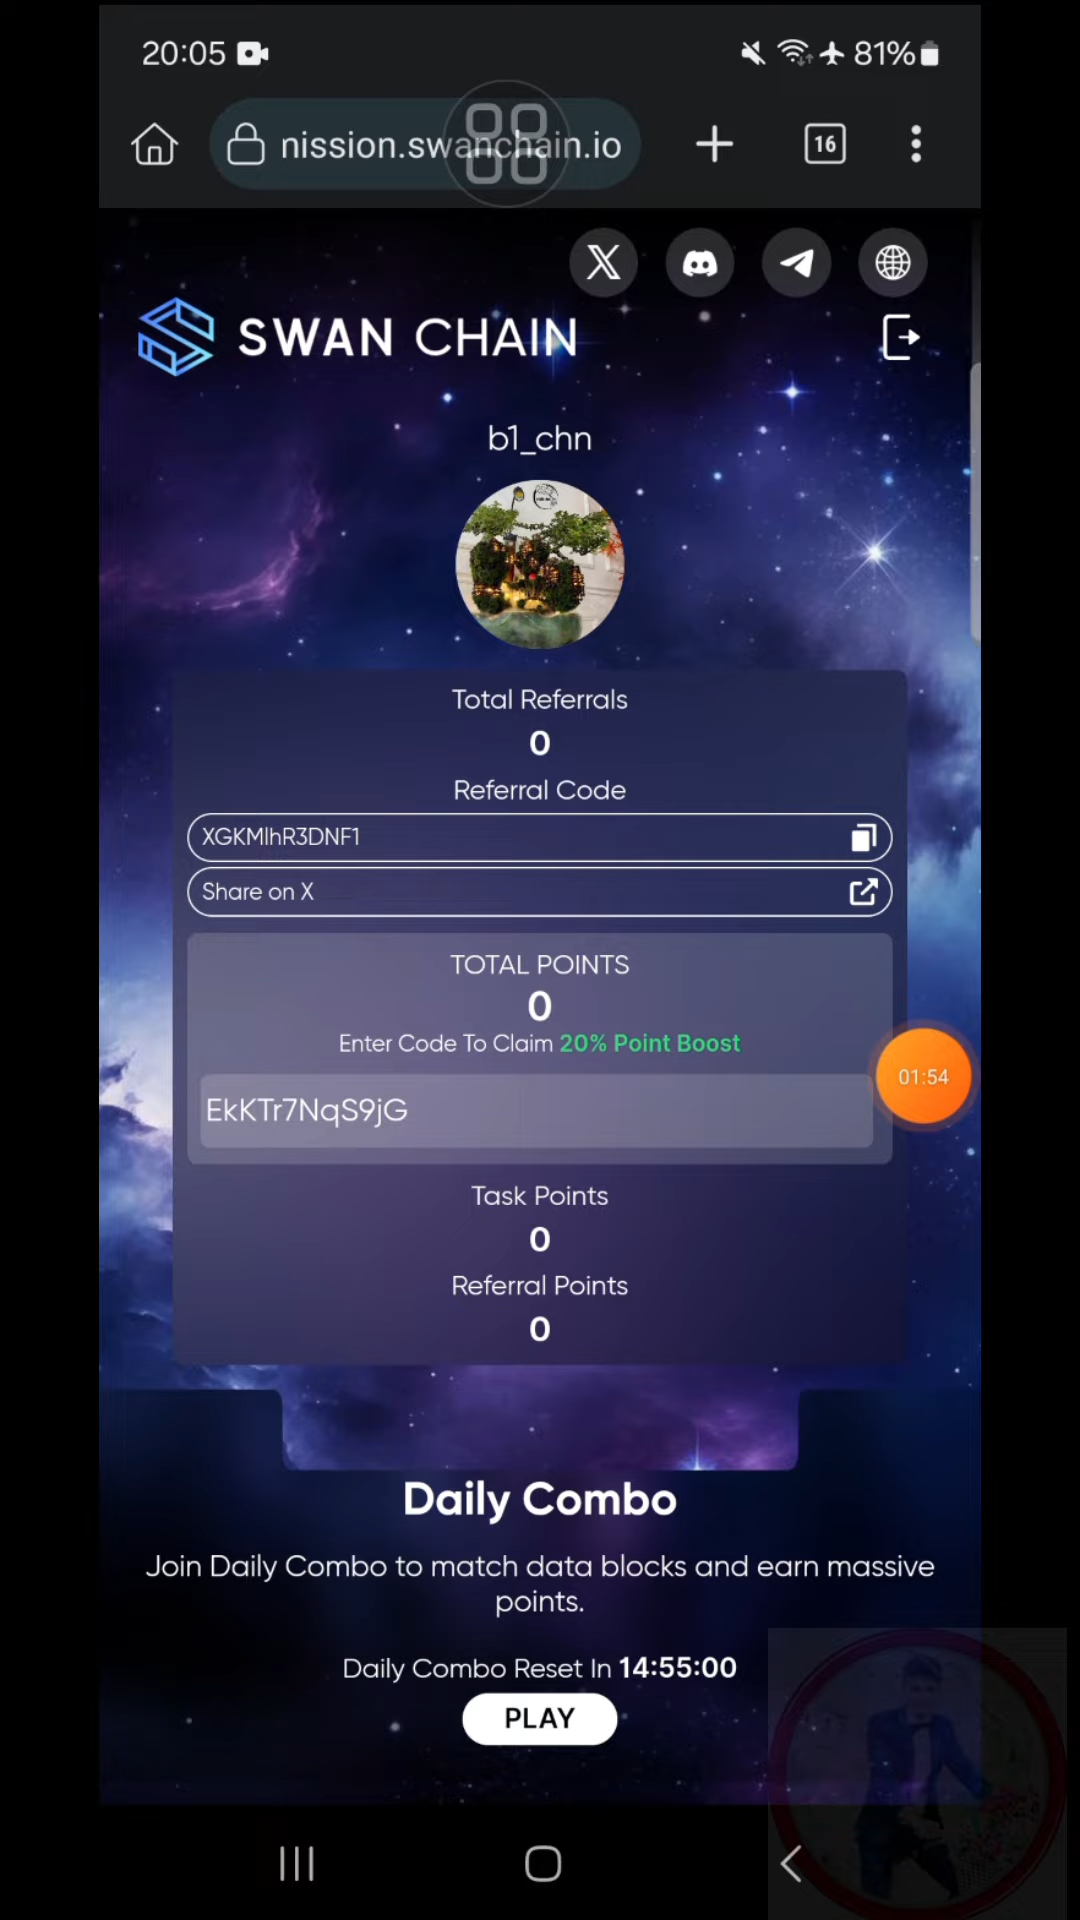 20:05
81%
nission.swanchain.io
16
SWAN CHAIN
b1_chn
Total Referrals
0
Referral Code
XGKMlhR3DNF1
Share on X
TOTAL POINTS
0
Enter Code To Claim 20% Point Boost
01:54
EkKTr7NqS9jG
Task Points
0
Referral Points
0
Daily Combo
Join Daily Combo to match data blocks and earn massive
points.
Daily Combo Reset In 14:55:00
PLAY